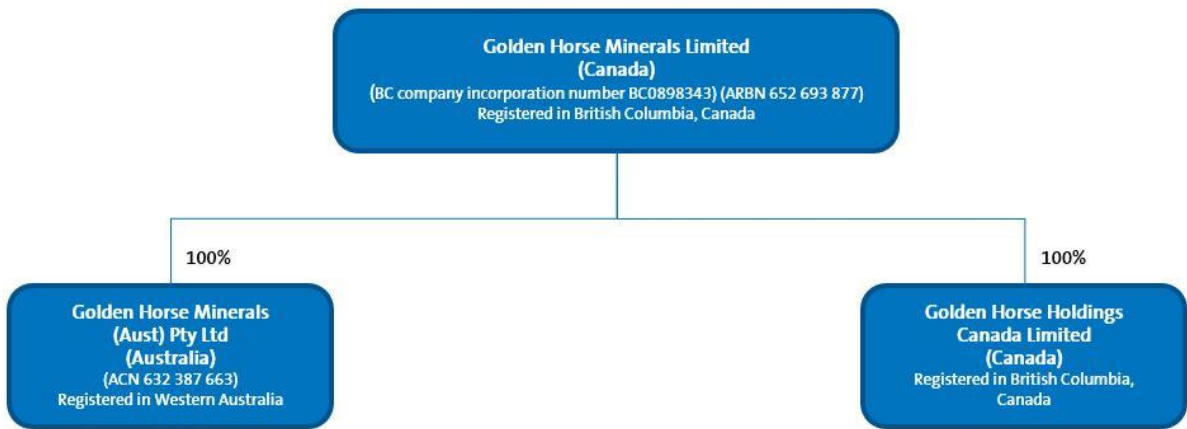 Golden Horse Minerals Limited
(Canada)
(BC company incorporation number BC0898343) (ARBN 652 693 877)
Registered in British Columbia, Canada
100%
100%
Golden Horse Minerals
(Aust) Pty Ltd
(Australia)
(ACN 632 387 663)
Registered in Western Australia
Golden Horse Holdings
Canada Limited
(Canada)
Registered in British Columbia,
Canada